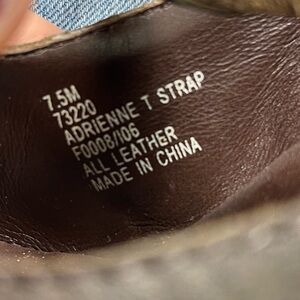 7.5M
73220
ADRIENNE T STRAP
F0008/106
ALL LEATHER
MADE IN CHINA